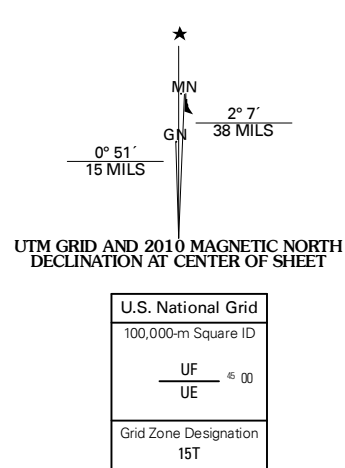 ★
MN
2° 7´
GN
38 MILS
0° 51´
15 MILS
UTM GRID AND 2010 MAGNETIC NORTH
DECLINATION AT CENTER OF SHEET
U.S. National Grid
100,000-m Square ID
UF
45 00
UE
Grid Zone Designation
15T